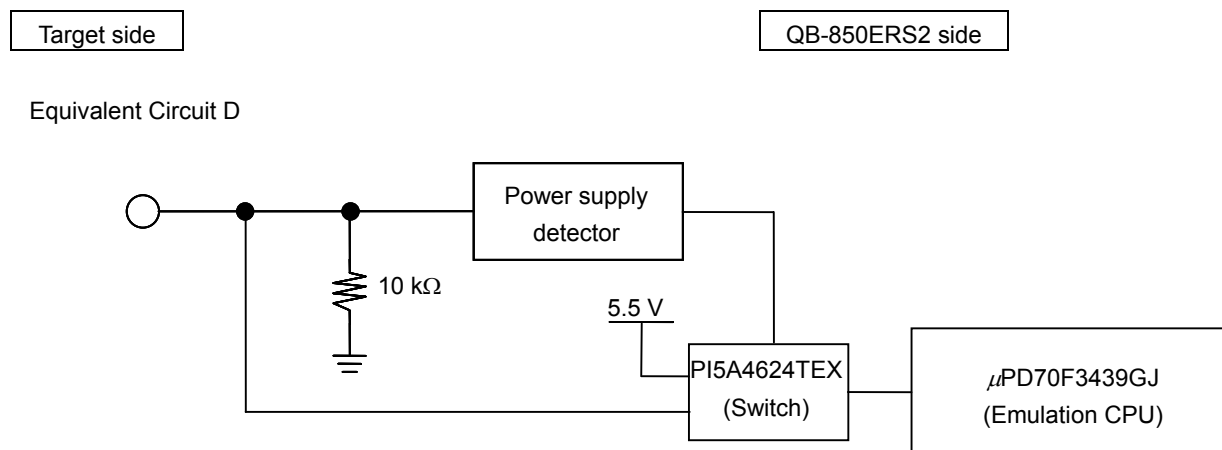 Target side
QB-850ERS2 side
Equivalent Circuit D
Power supply
detector
10 kΩ
5.5 V
PI5A4624TEX
(Switch)
μPD70F3439GJ
(Emulation CPU)